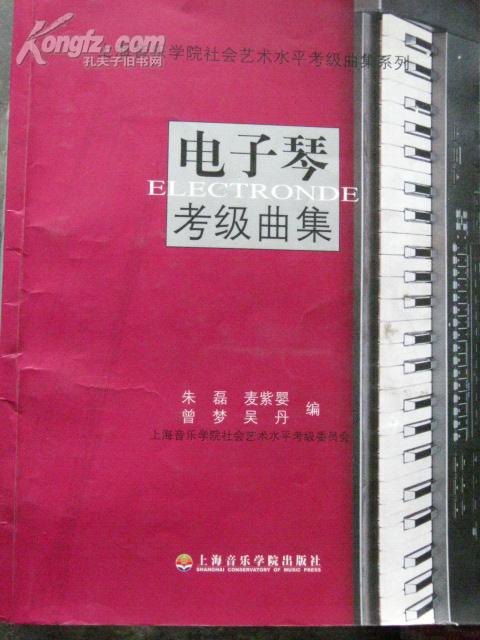 Kongfz.com
孔夫子旧书网
学院社会艺术水平考级曲集系列
电子琴
ELECTRONDE
考级曲集
朱 磊 麦紫婴
曾 梦 吴 丹 编
上海音乐学院社会艺术水平考级委员会
上海音乐学院出版社
SHANGHAI CONSERVATORY OF MUSIC PRESS